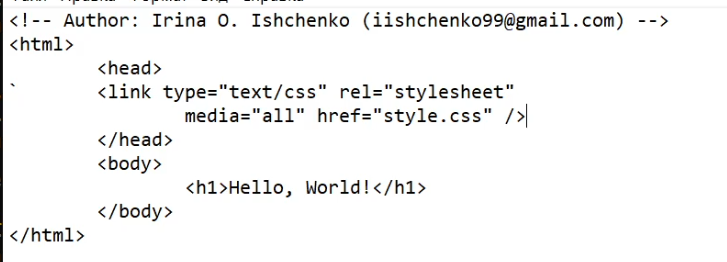 <!-- Author: Irina O. Ishchenko (iishchenko99@gmail.com) -->
<html>
	<head>
`	<link type="text/css" rel="stylesheet"
		media="all" href="style.css" />
	</head>
	<body>
		<h1>Hello, World!</h1>
	</body>
</html>